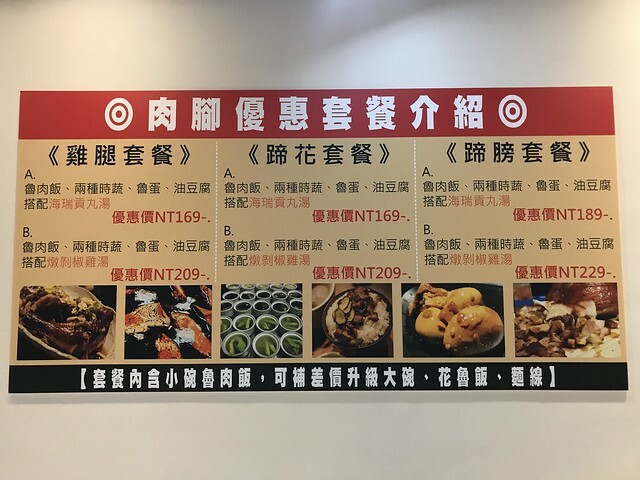 肉腳優惠套餐介紹
《雞腿套餐》
A.
魯肉飯、兩種時蔬、魯蛋、油豆腐
搭配海瑞貢丸湯
優惠價NT169-.
B.
魯肉飯、兩種時蔬、魯蛋、油豆腐
搭配燉剝椒雞湯
優惠價NT209-.
《蹄花套餐》
A.
魯肉飯、兩種時蔬、魯蛋、油豆腐
搭配海瑞貢丸湯
優惠價NT169-.
B.
魯肉飯、兩種時蔬、魯蛋、油豆腐
搭配燉剝椒雞湯
優惠價NT209-.
《蹄膀套餐》
A.
魯肉飯、兩種時蔬、魯蛋、油豆腐
搭配海瑞貢丸湯
優惠價NT189-.
B.
魯肉飯、兩種時蔬、魯蛋、油豆腐
搭配燉剝椒雞湯
優惠價NT229-.
【套餐內含小碗魯肉飯，可補差價升級大碗、花魯飯、麵線】